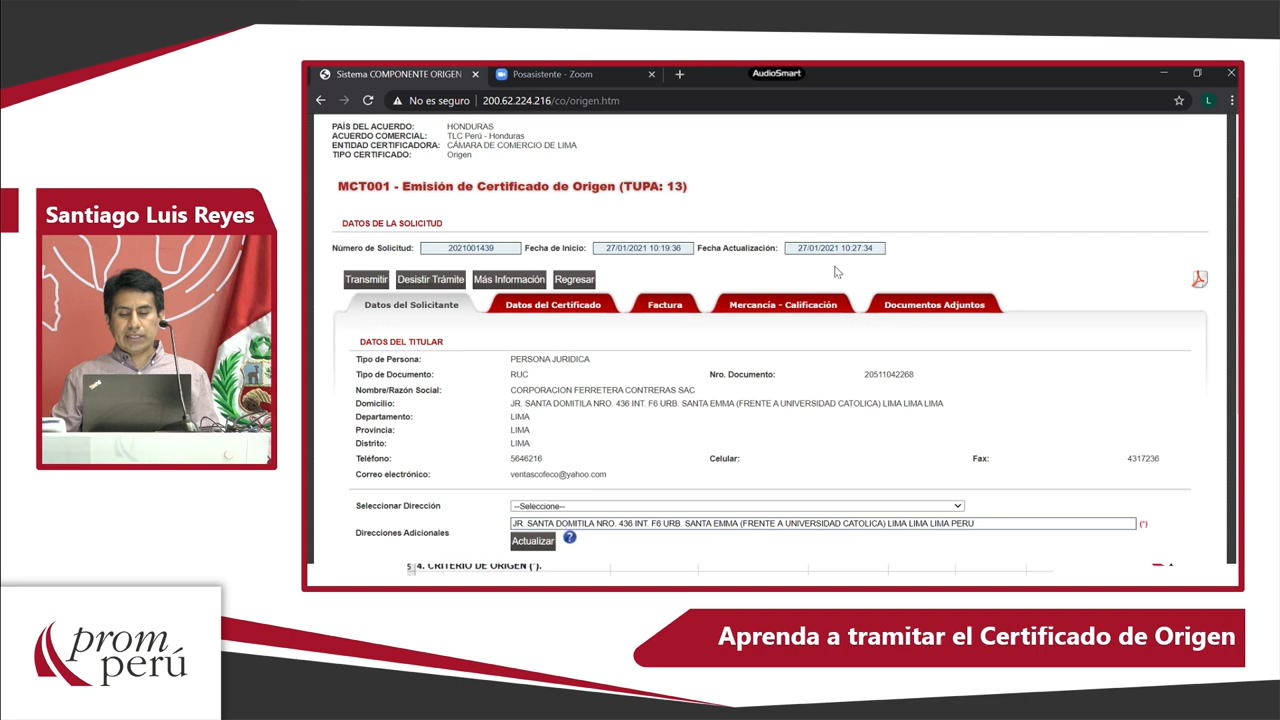 Sistema COMPONENTE ORIGEN
Posasistente - Zoom
AudioSmart
No es seguro
200.62.224.216/co/origen.htm
L
PAÍS DEL ACUERDO: HONDURAS
ACUERDO COMERCIAL: TLC Perú - Honduras
ENTIDAD CERTIFICADORA: CÁMARA DE COMERCIO DE LIMA
TIPO CERTIFICADO: Origen
MCT001 - Emisión de Certificado de Origen (TUPA: 13)
DATOS DE LA SOLICITUD
Número de Solicitud: 2021001439 Fecha de Inicio: 27/01/2021 10:19:36 Fecha Actualización: 27/01/2021 10:27:34
Transmitir Desistir Trámite Más Información Regresar
Datos del Solicitante Datos del Certificado Factura Mercancía - Calificación Documentos Adjuntos
DATOS DEL TITULAR
Tipo de Persona: PERSONA JURIDICA
Tipo de Documento: RUC Nro. Documento: 20511042268
Nombre/Razón Social: CORPORACION FERRETERA CONTRERAS SAC
Domicilio: JR. SANTA DOMITILA NRO. 436 INT. F6 URB. SANTA EMMA (FRENTE A UNIVERSIDAD CATOLICA) LIMA LIMA LIMA
Departamento: LIMA
Provincia: LIMA
Distrito: LIMA
Teléfono: 5646216 Celular: Fax: 4317236
Correo electrónico: ventascofeco@yahoo.com
Seleccionar Dirección --Seleccione--
Direcciones Adicionales JR. SANTA DOMITILA NRO. 436 INT. F6 URB. SANTA EMMA (FRENTE A UNIVERSIDAD CATOLICA) LIMA LIMA LIMA PERU (*)
Actualizar ?
4. CRITERIO DE ORIGEN (*).
Santiago Luis Reyes
prom
perú
Aprenda a tramitar el Certificado de Origen